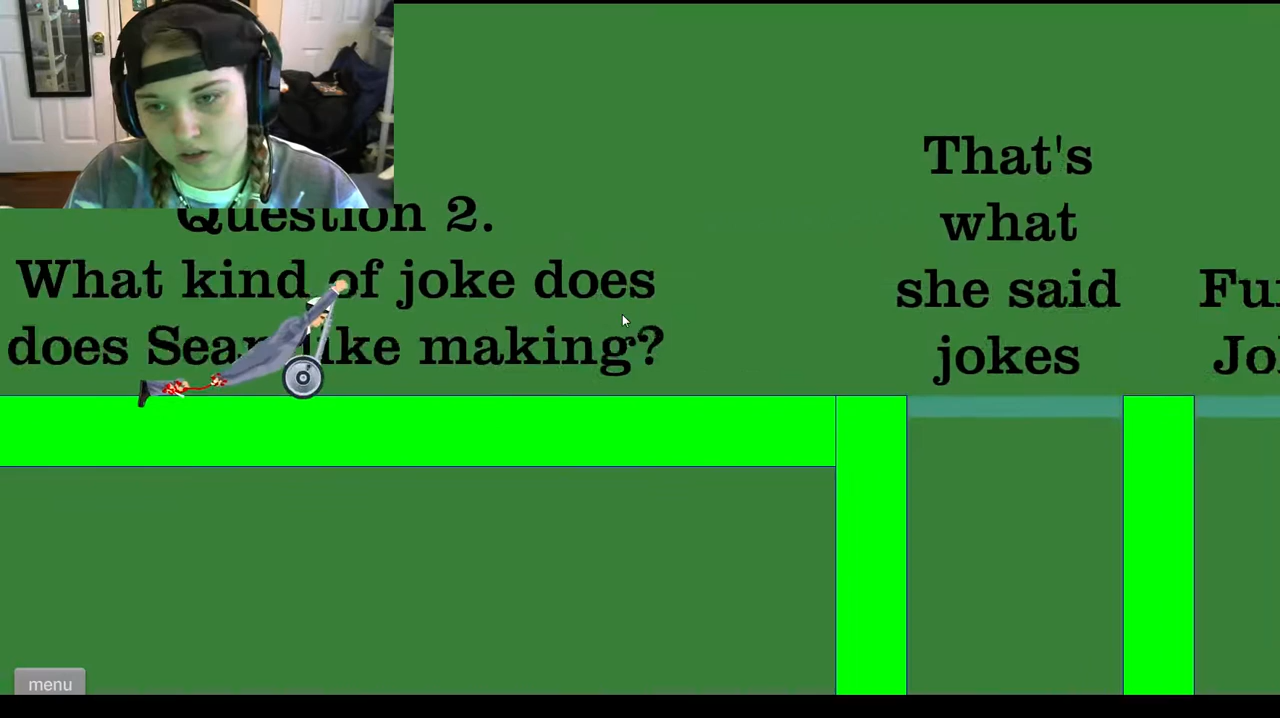 Question 2.
What kind of joke does
does Sean like making?
That's
what
she said
jokes
menu